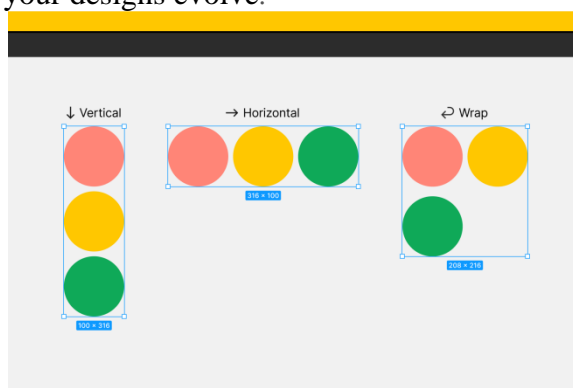 your designs evolve.
↓ Vertical
→ Horizontal
⮐ Wrap
316 × 100
208 × 216
100 × 316